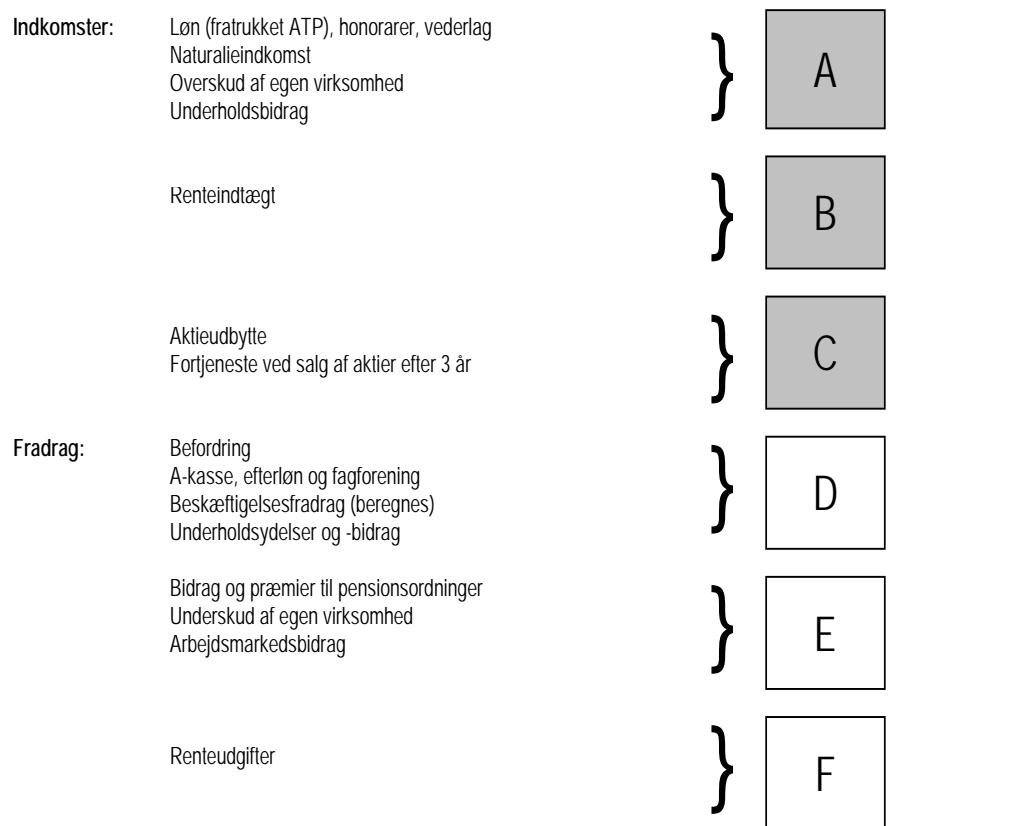 Indkomster: Løn (fratrukket ATP), honorarer, vederlag
Naturalieindkomst
Overskud af egen virksomhed
Underholdsbidrag
} A
Renteindtægt } B
Aktieudbytte
Fortjeneste ved salg af aktier efter 3 år
} C
Fradrag: Befordring
A-kasse, efterløn og fagforening
Beskæftigelsesfradrag (beregnes)
Underholdsydelser og -bidrag
} D
Bidrag og præmier til pensionsordninger
Underskud af egen virksomhed
Arbejdsmarkedsbidrag
} E
Renteudgifter } F